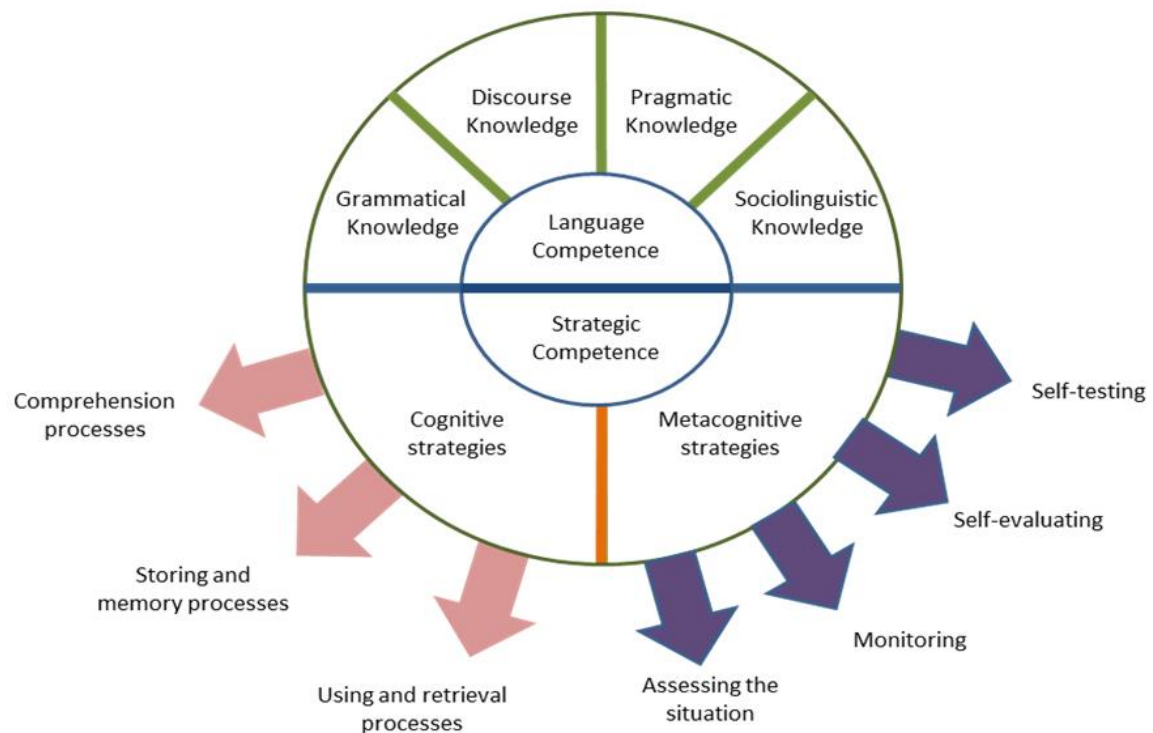 Discourse
Knowledge
Pragmatic
Knowledge
Grammatical
Knowledge
Language
Competence
Sociolinguistic
Knowledge
Strategic
Competence
Cognitive
strategies
Metacognitive
strategies
Comprehension
processes
Storing and
memory processes
Using and retrieval
processes
Assessing the
situation
Monitoring
Self-evaluating
Self-testing